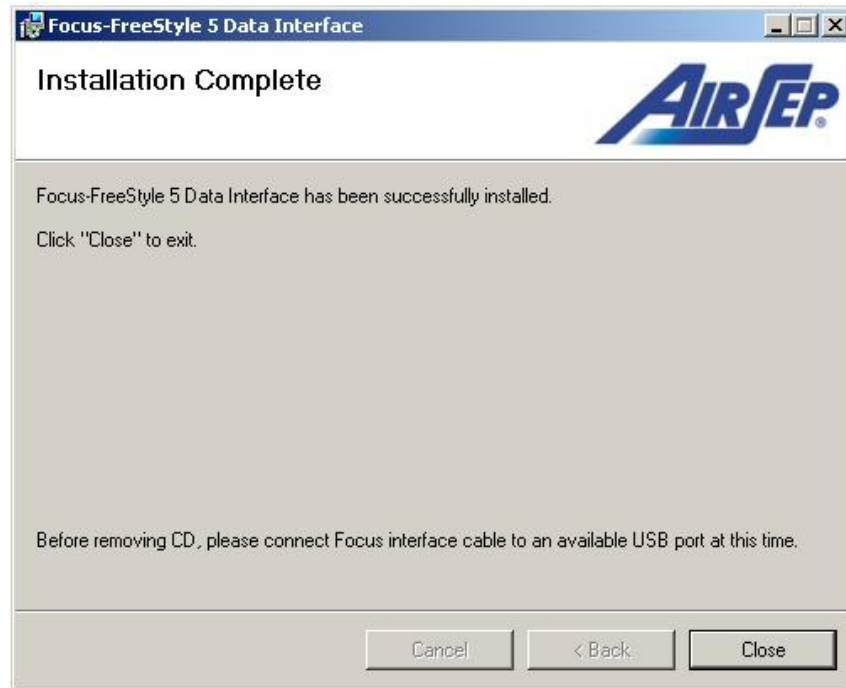 Focus-FreeStyle 5 Data Interface
Installation Complete
AIRSEP®
Focus-FreeStyle 5 Data Interface has been successfully installed.
Click "Close" to exit.
Before removing CD, please connect Focus interface cable to an available USB port at this time.
Cancel
< Back
Close